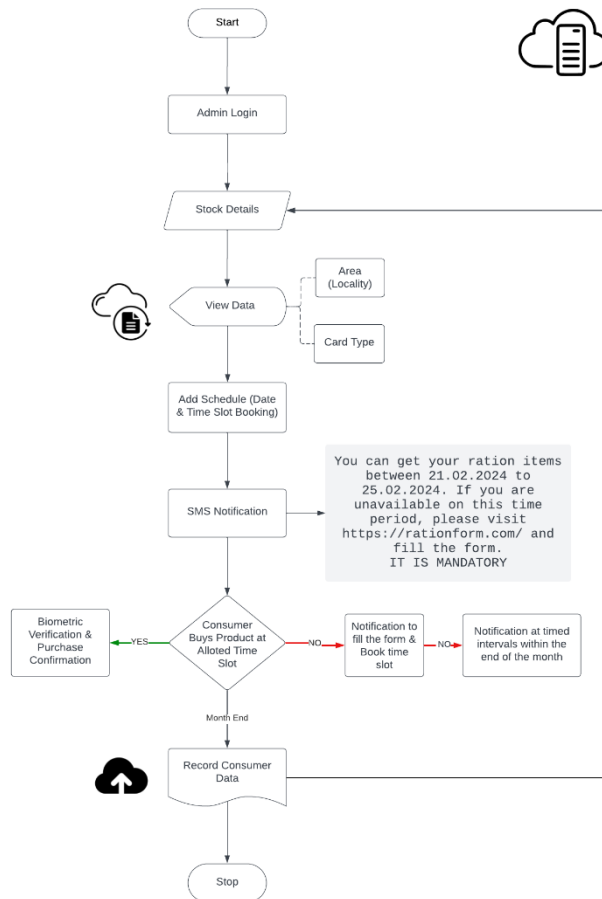 Start
Admin Login
Stock Details
View Data
Area
(Locality)
Card Type
Add Schedule (Date
& Time Slot Booking)
SMS Notification
You can get your ration items
between 21.02.2024 to
25.02.2024. If you are
unavailable on this time
period, please visit
https://rationform.com/ and
fill the form.
IT IS MANDATORY
Biometric
Verification &
Purchase
Confirmation
YES
Consumer
Buys Product at
Alloted Time
Slot
NO
Notification to
fill the form &
Book time
slot
NO
Notification at timed
intervals within the
end of the month
Month End
Record Consumer
Data
Stop